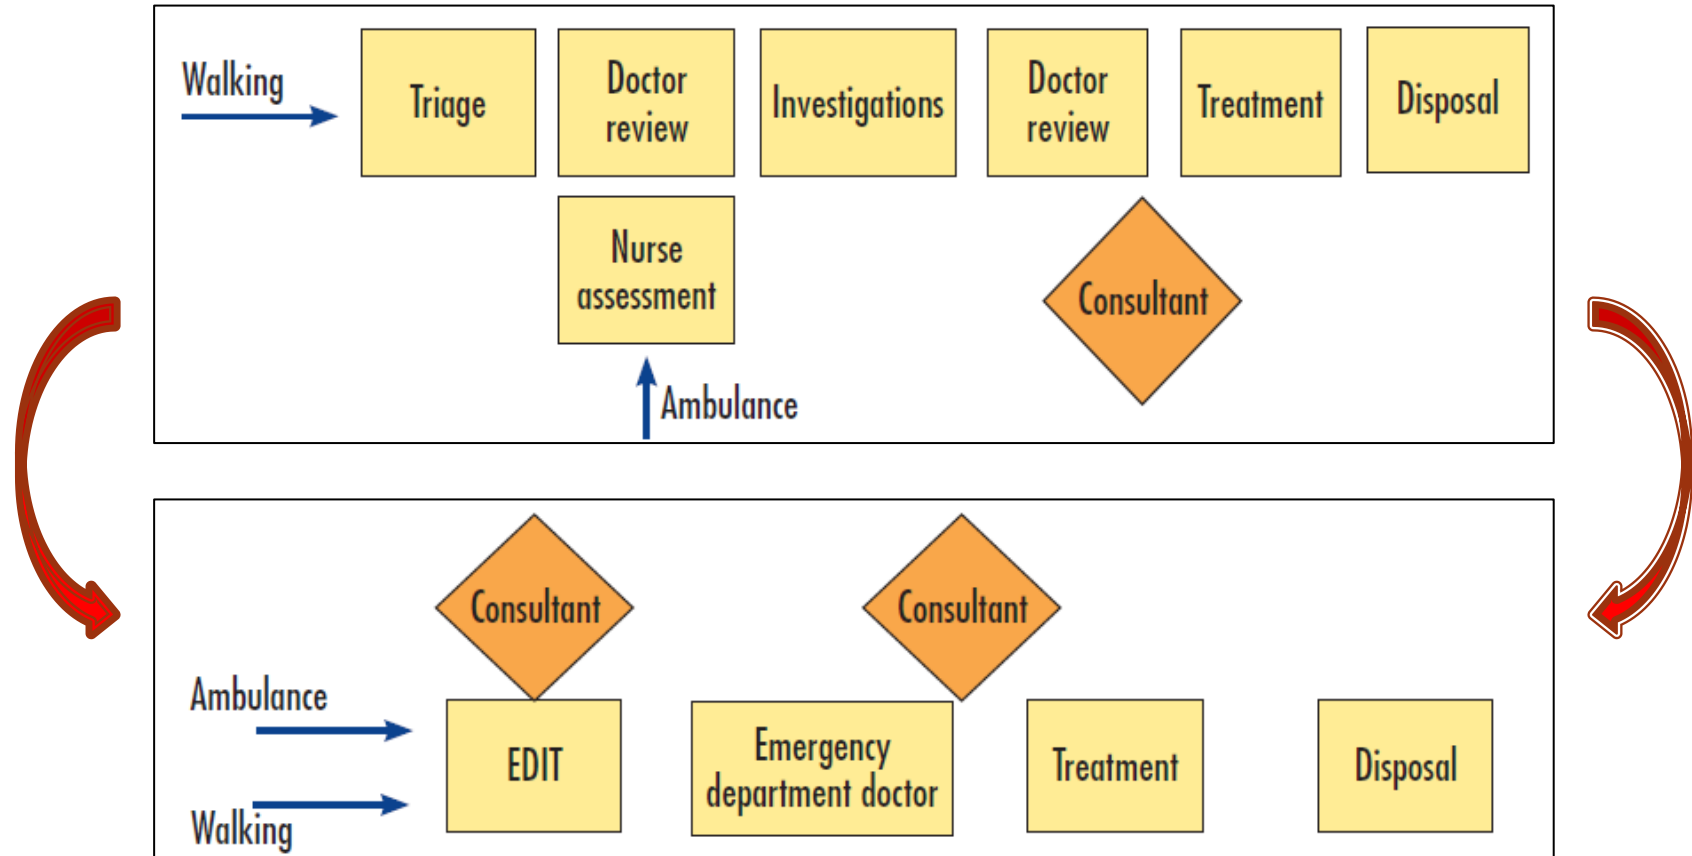 Walking
Triage
Doctor
review
Investigations
Doctor
review
Treatment
Disposal
Nurse
assessment
Consultant
Ambulance
Consultant
Consultant
Ambulance
EDIT
Emergency
department doctor
Treatment
Disposal
Walking